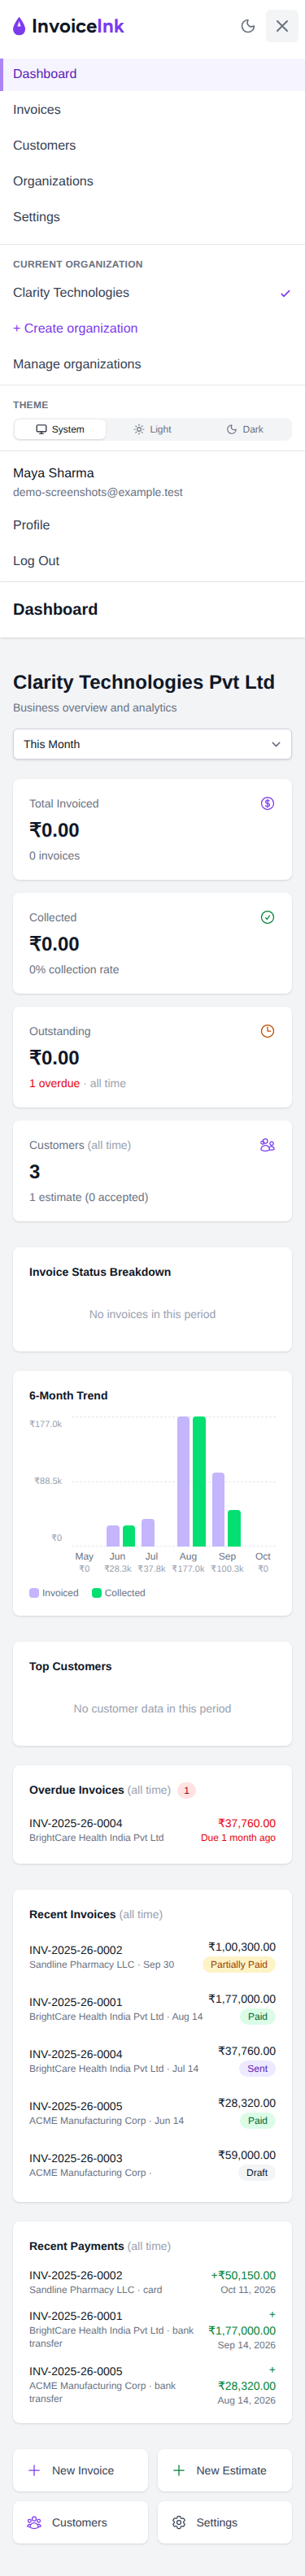 InvoiceInk
Dashboard
Invoices
Customers
Organizations
Settings
CURRENT ORGANIZATION
Clarity Technologies
+ Create organization
Manage organizations
THEME
System Light Dark
Maya Sharma
demo-screenshots@example.test
Profile
Log Out
Dashboard
Clarity Technologies Pvt Ltd
Business overview and analytics
This Month
Total Invoiced
₹0.00
0 invoices
Collected
₹0.00
0% collection rate
Outstanding
₹0.00
1 overdue · all time
Customers (all time)
3
1 estimate (0 accepted)
Invoice Status Breakdown
No invoices in this period
6-Month Trend
₹177.0k
₹88.5k
₹0
May Jun Jul Aug Sep Oct
₹0 ₹28.3k ₹37.8k ₹177.0k ₹100.3k ₹0
Invoiced Collected
Top Customers
No customer data in this period
Overdue Invoices (all time) 1
INV-2025-26-0004 ₹37,760.00
BrightCare Health India Pvt Ltd Due 1 month ago
Recent Invoices (all time)
INV-2025-26-0002 ₹1,00,300.00
Sandline Pharmacy LLC · Sep 30 Partially Paid
INV-2025-26-0001 ₹1,77,000.00
BrightCare Health India Pvt Ltd · Aug 14 Paid
INV-2025-26-0004 ₹37,760.00
BrightCare Health India Pvt Ltd · Jul 14 Sent
INV-2025-26-0005 ₹28,320.00
ACME Manufacturing Corp · Jun 14 Paid
INV-2025-26-0003 ₹59,000.00
ACME Manufacturing Corp · Draft
Recent Payments (all time)
INV-2025-26-0002 +₹50,150.00
Sandline Pharmacy LLC · card Oct 11, 2026
INV-2025-26-0001 +
BrightCare Health India Pvt Ltd · bank ₹1,77,000.00
transfer Sep 14, 2026
INV-2025-26-0005 +
ACME Manufacturing Corp · bank ₹28,320.00
transfer Aug 14, 2026
New Invoice New Estimate
Customers Settings